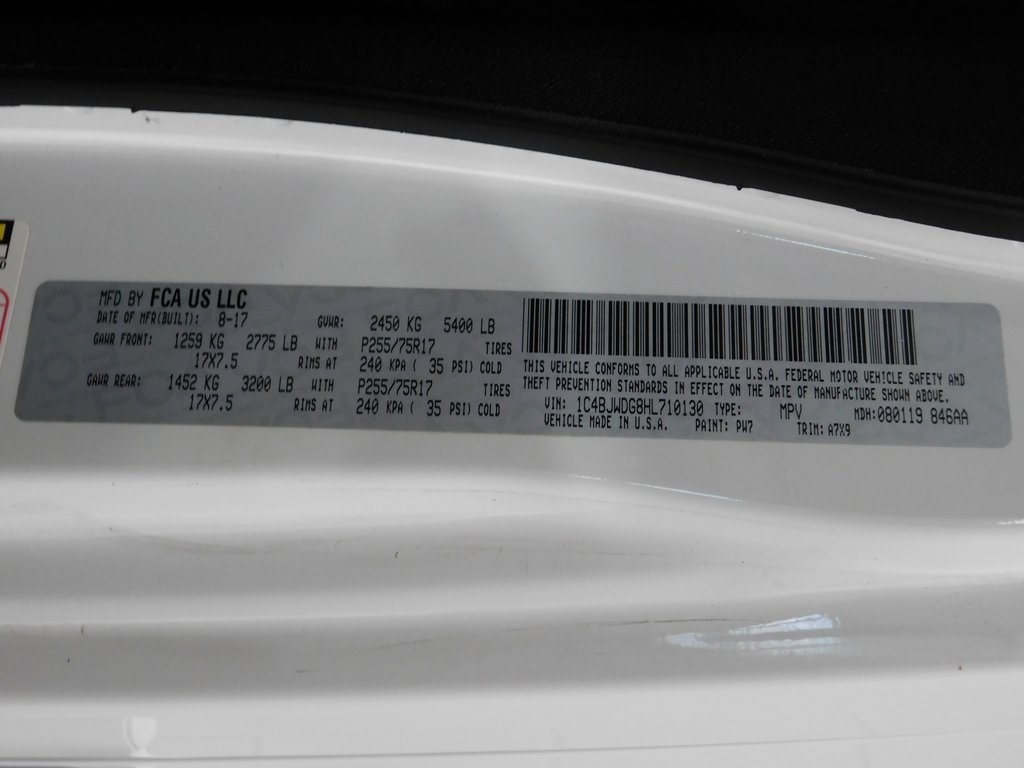 MFD BY FCA US LLC
DATE OF MFR(BUILT): 8-17 GVWR: 2450 KG 5400 LB
GAWR FRONT: 1259 KG 2775 LB WITH P255/75R17 TIRES
17X7.5 RIMS AT 240 KPA ( 35 PSI) COLD
GAWR REAR: 1452 KG 3200 LB WITH P255/75R17 TIRES
17X7.5 RIMS AT 240 KPA ( 35 PSI) COLD
THIS VEHICLE CONFORMS TO ALL APPLICABLE U.S.A. FEDERAL MOTOR VEHICLE SAFETY AND
THEFT PREVENTION STANDARDS IN EFFECT ON THE DATE OF MANUFACTURE SHOWN ABOVE.
VIN: 1C4BJWDG8HL710130 TYPE: MPV MDH:080119 846AA
VEHICLE MADE IN U.S.A. PAINT: PW7 TRIM: A7X9